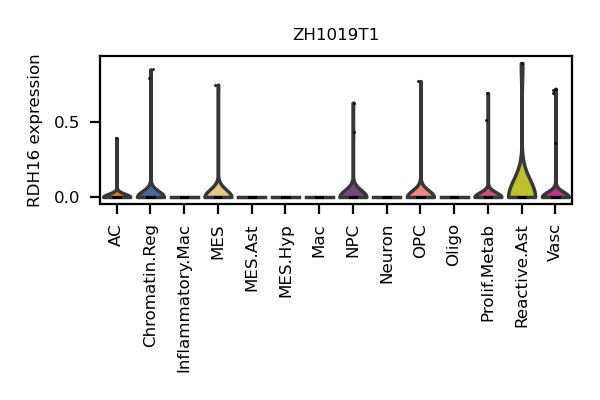 ZH1019T1
RDH16 expression
0.5
0.0
AC
Chromatin.Reg
Inflammatory.Mac
MES
MES.Ast
MES.Hyp
Mac
NPC
Neuron
OPC
Oligo
Prolif.Metab
Reactive.Ast
Vasc